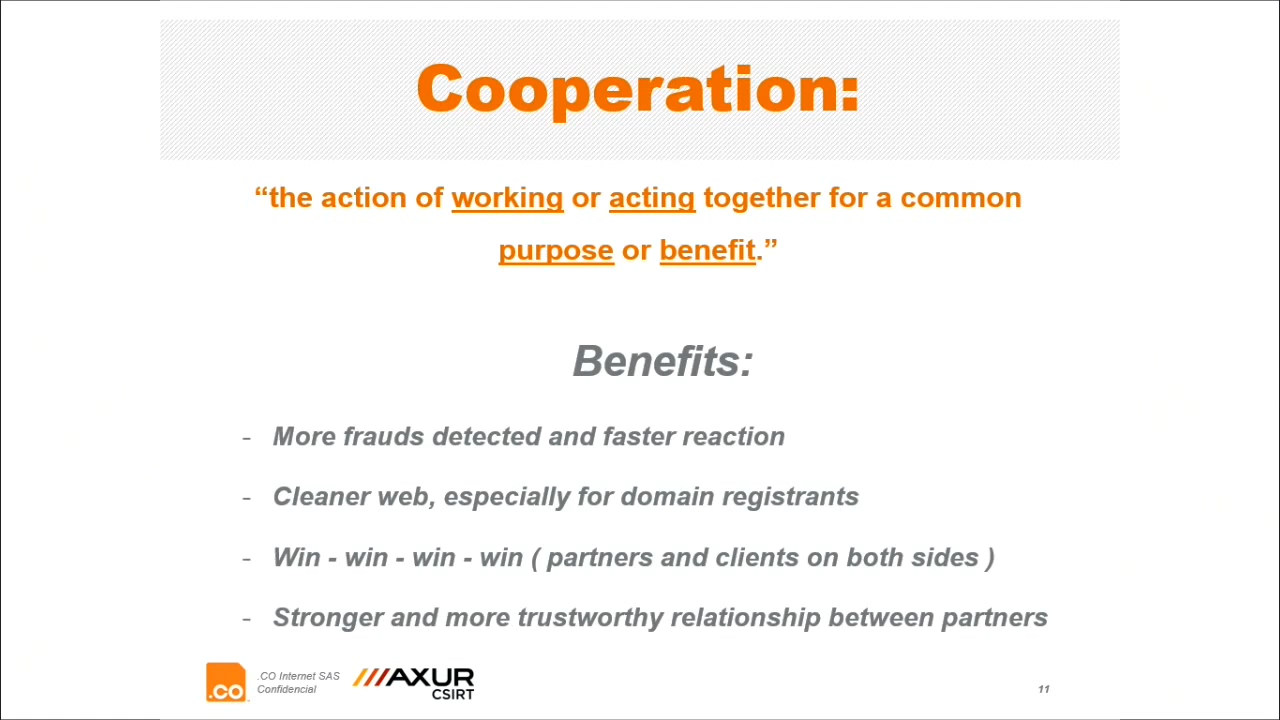 Cooperation:
“the action of working or acting together for a common
purpose or benefit.”
Benefits:
- More frauds detected and faster reaction
- Cleaner web, especially for domain registrants
- Win - win - win - win ( partners and clients on both sides )
- Stronger and more trustworthy relationship between partners
.co
.CO Internet SAS
Confidencial
AXUR
CSIRT
11